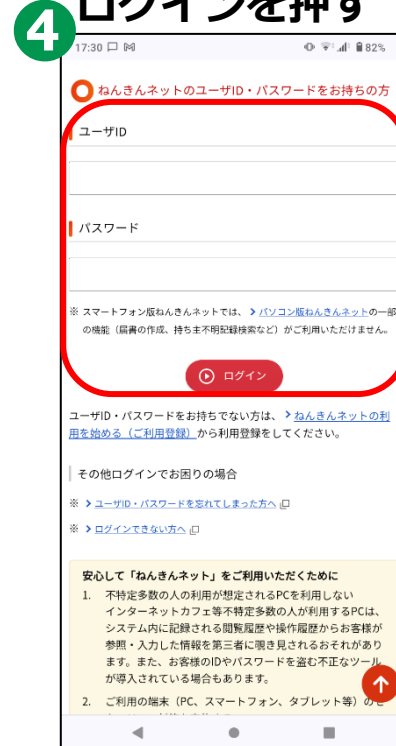 ログインを押す
4
17:30 82%
ねんきんネットのユーザID・パスワードをお持ちの方
ユーザID
パスワード
※ スマートフォン版ねんきんネットでは、 > パソコン版ねんきんネットの一部
の機能（届書の作成、持ち主不明記録検索など）がご利用いただけません。
ログイン
ユーザID・パスワードをお持ちでない方は、 > ねんきんネットの利
用を始める（ご利用登録）から利用登録をしてください。
その他ログインでお困りの場合
※ > ユーザID・パスワードを忘れてしまった方へ
※ > ログインできない方へ
安心して「ねんきんネット」をご利用いただくために
1. 不特定多数の人の利用が想定されるPCを利用しない
インターネットカフェ等不特定多数の人が利用するPCは、
システム内に記録される閲覧履歴や操作履歴からお客様が
参照・入力した情報を第三者に覗き見されるおそれがあり
ます。また、お客様のIDやパスワードを盗む不正なツール
が導入されている場合もあります。
2. ご利用の端末（PC、スマートフォン、タブレット等）の